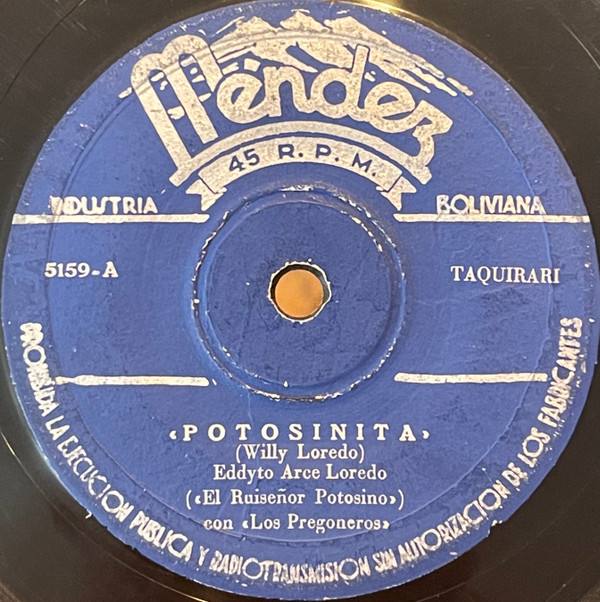 Méndez
45 R. P. M.
INDUSTRIA BOLIVIANA
5159-A TAQUIRARI
«POTOSINITA»
(Willy Loredo)
Eddyto Arce Loredo
(«El Ruiseñor Potosino»)
con «Los Pregoneros»
PROHIBIDA LA EJECUCION PUBLICA Y RADIOTRANSMISION SIN AUTORIZACION DE LOS FABRICANTES